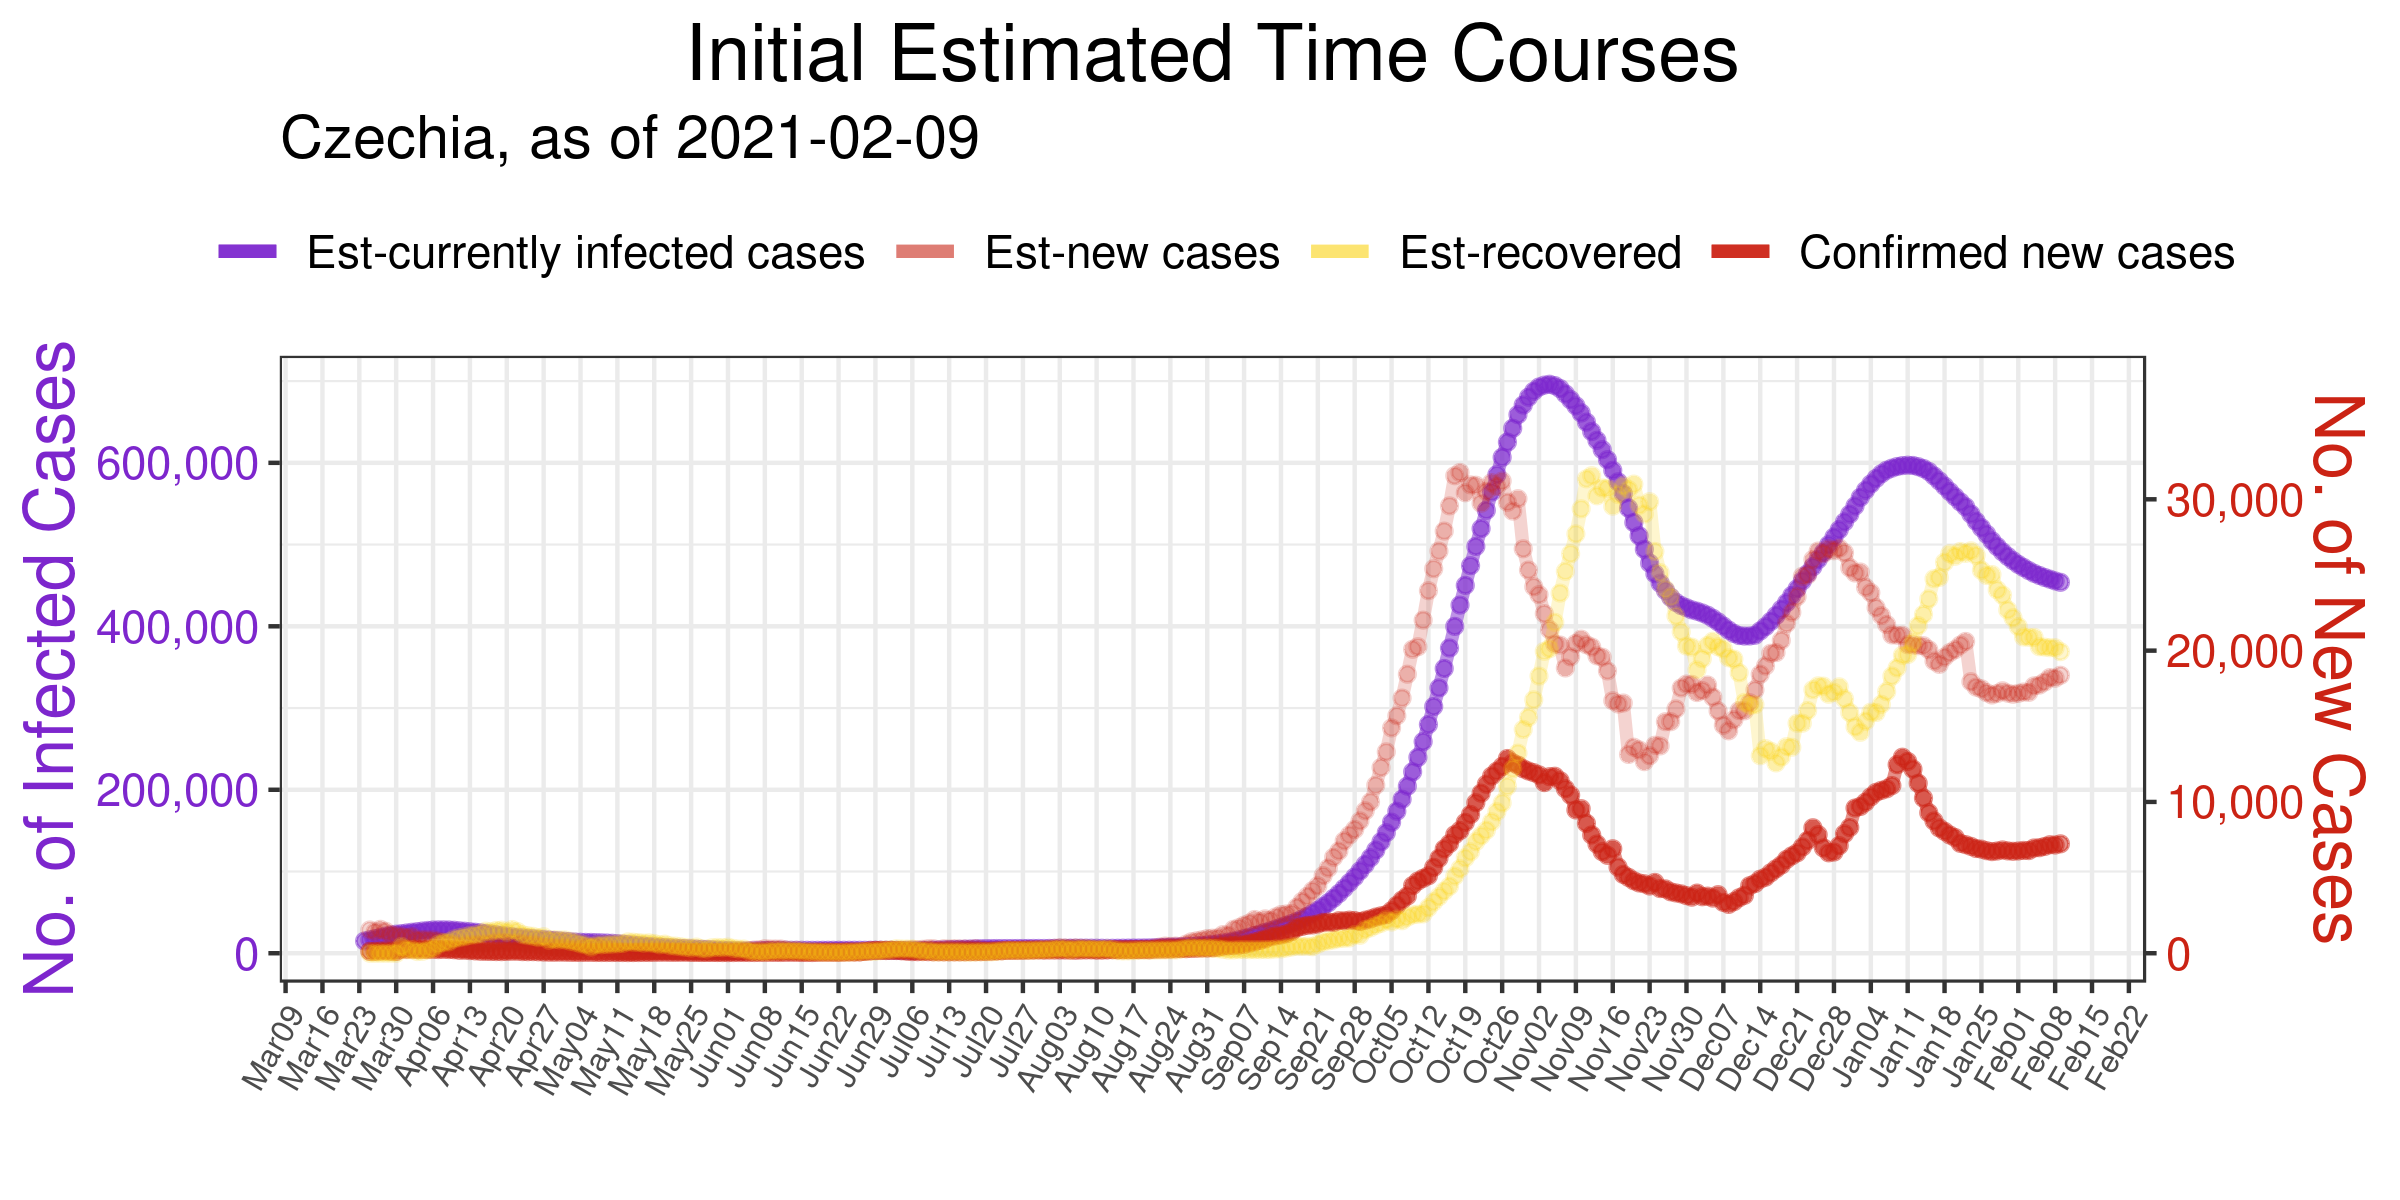 Initial Estimated Time Courses
Czechia, as of 2021-02-09
Est-currently infected cases Est-new cases Est-recovered Confirmed new cases
No. of Infected Cases
600,000
400,000
200,000
0
No. of New Cases
30,000
20,000
10,000
0
Mar09 Mar16 Mar23 Mar30 Apr06 Apr13 Apr20 Apr27 May04 May11 May18 May25 Jun01 Jun08 Jun15 Jun22 Jun29 Jul06 Jul13 Jul20 Jul27 Aug03 Aug10 Aug17 Aug24 Aug31 Sep07 Sep14 Sep21 Sep28 Oct05 Oct12 Oct19 Oct26 Nov02 Nov09 Nov16 Nov23 Nov30 Dec07 Dec14 Dec21 Dec28 Jan04 Jan11 Jan18 Jan25 Feb01 Feb08 Feb15 Feb22